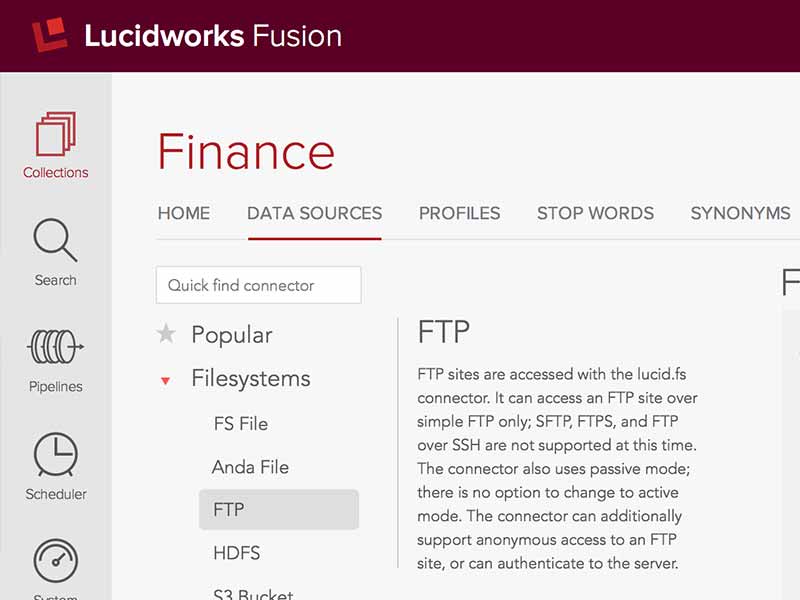 Lucidworks Fusion
Collections
Search
Pipelines
Scheduler
System
Finance
HOME DATA SOURCES PROFILES STOP WORDS SYNONYMS
Quick find connector
Popular
Filesystems
FS File
Anda File
FTP
HDFS
S3 Bucket
FTP
FTP sites are accessed with the lucid.fs
connector. It can access an FTP site over
simple FTP only; SFTP, FTPS, and FTP
over SSH are not supported at this time.
The connector also uses passive mode;
there is no option to change to active
mode. The connector can additionally
support anonymous access to an FTP
site, or can authenticate to the server.
F